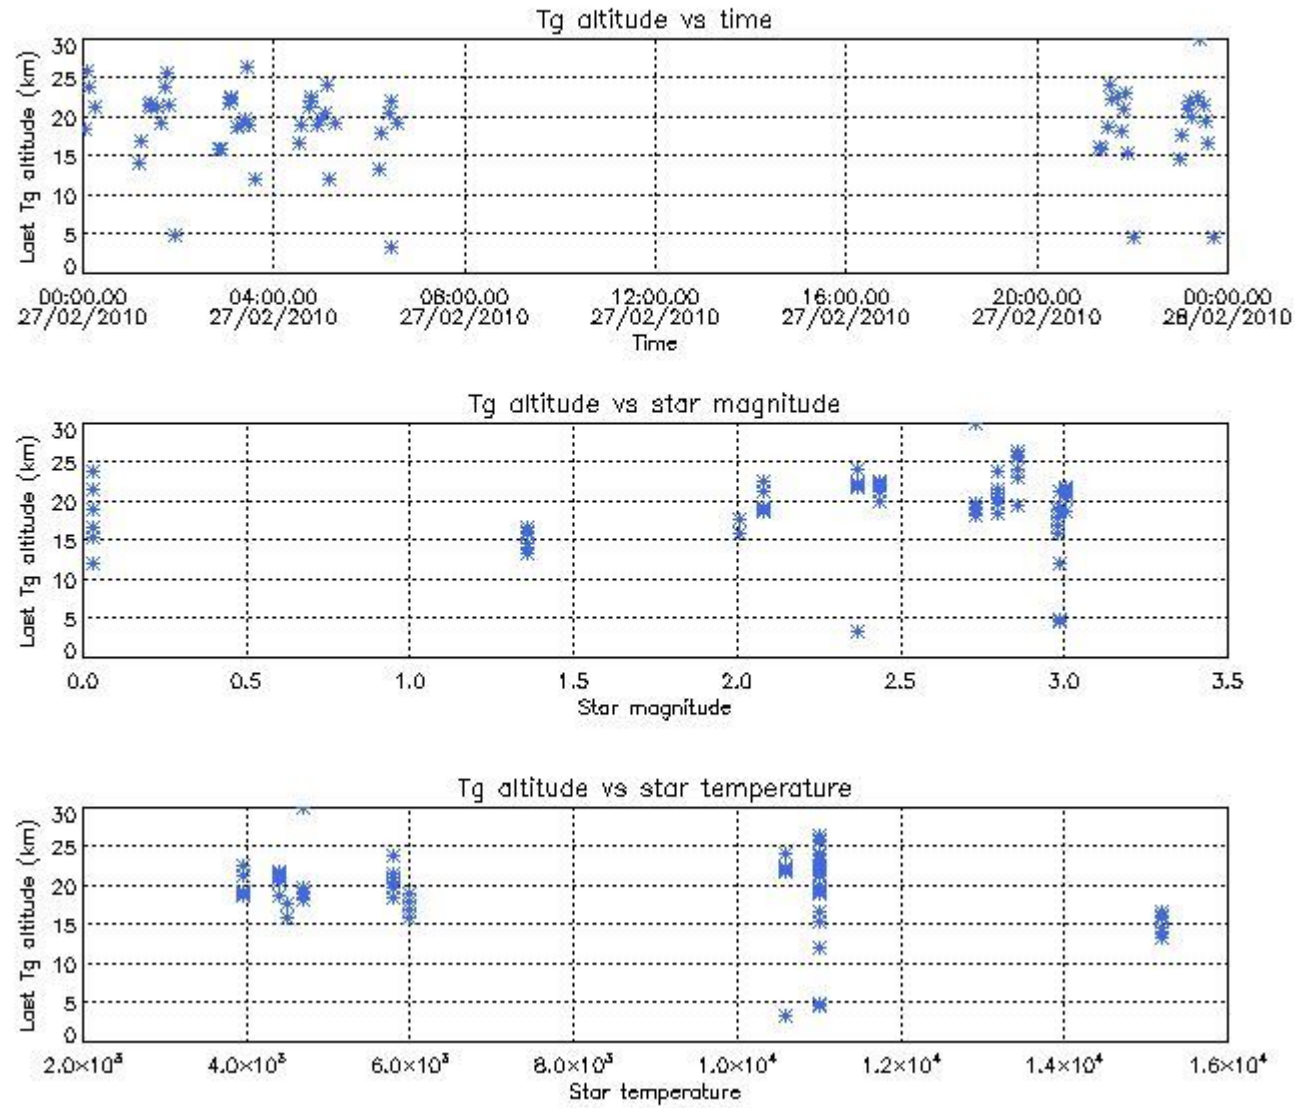 Tg altitude vs time
Last Tg altitude (km)
30
25
20
15
10
5
0
00:00.00 04:00.00 08:00.00 12:00.00 16:00.00 20:00.00 00:00.00
27/02/2010 27/02/2010 27/02/2010 27/02/2010 27/02/2010 27/02/2010 28/02/2010
Time
Tg altitude vs star magnitude
Last Tg altitude (km)
30
25
20
15
10
5
0
0.0 0.5 1.0 1.5 2.0 2.5 3.0 3.5
Star magnitude
Tg altitude vs star temperature
Last Tg altitude (km)
30
25
20
15
10
5
0
2.0×10³ 4.0×10³ 6.0×10³ 8.0×10³ 1.0×10⁴ 1.2×10⁴ 1.4×10⁴ 1.6×10⁴
Star temperature